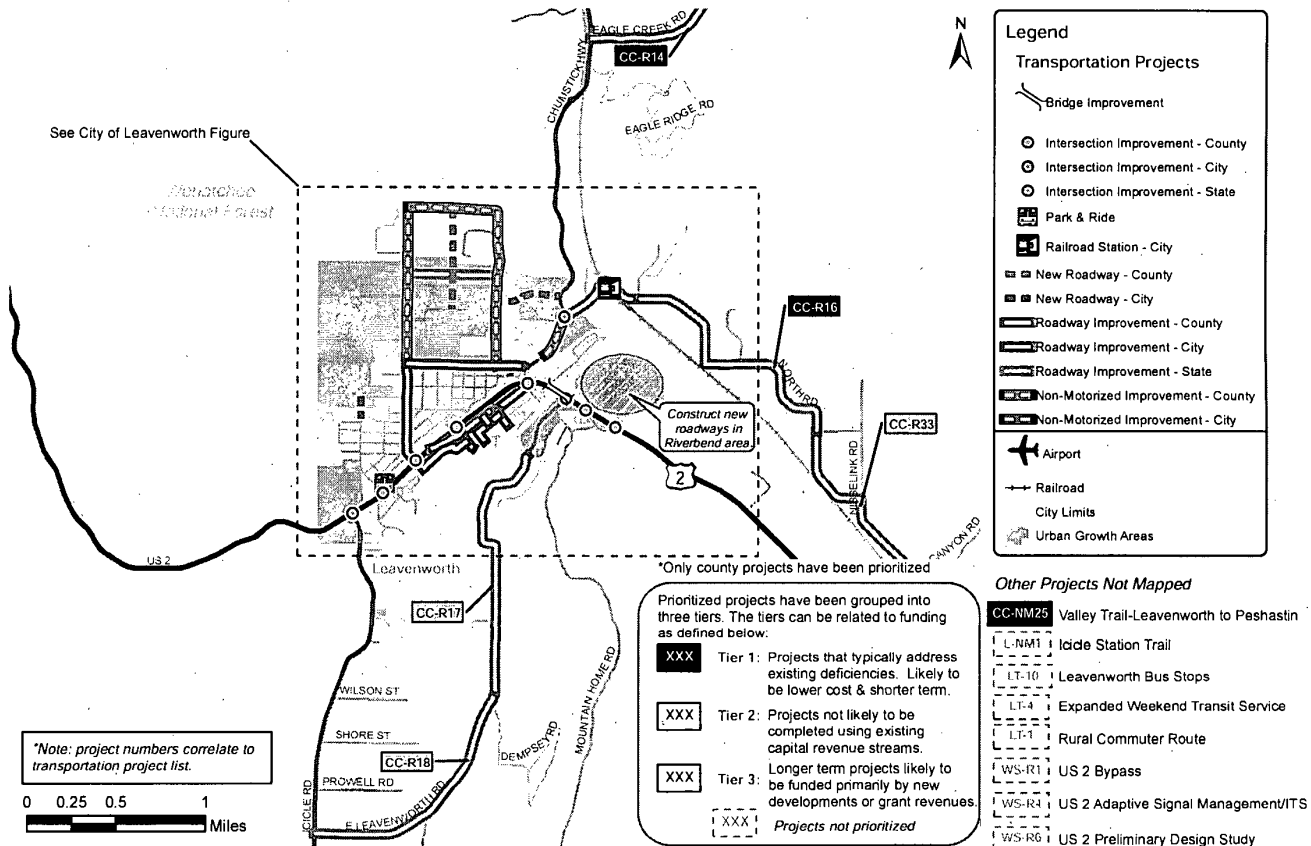 EAGLE CREEK RD
CC-R14
CHUMSTICK HWY
EAGLE RIDGE RD
N
See City of Leavenworth Figure
National Forest
CC-R16
NORTH RD
Construct new
roadways in
Riverbend area.
CC-R33
NIBBELINK RD
2
CANYON RD
US 2
Leavenworth
*Only county projects have been prioritized
CC-R17
WILSON ST
SHORE ST
CC-R18
PROWELL RD
ICICLE RD
E LEAVENWORTH RD
DEMPSEY RD
MOUNTAIN HOME RD
*Note: project numbers correlate to
transportation project list.
0 0.25 0.5 1
Miles
Prioritized projects have been grouped into
three tiers. The tiers can be related to funding
as defined below:
XXX Tier 1: Projects that typically address
existing deficiencies. Likely to
be lower cost & shorter term.
XXX Tier 2: Projects not likely to be
completed using existing
capital revenue streams.
XXX Tier 3: Longer term projects likely to
be funded primarily by new
developments or grant revenues.
XXX Projects not prioritized
Legend
Transportation Projects
Bridge Improvement
Intersection Improvement - County
Intersection Improvement - City
Intersection Improvement - State
Park & Ride
Railroad Station - City
New Roadway - County
New Roadway - City
Roadway Improvement - County
Roadway Improvement - City
Roadway Improvement - State
Non-Motorized Improvement - County
Non-Motorized Improvement - City
Airport
Railroad
City Limits
Urban Growth Areas
Other Projects Not Mapped
CC-NM25 Valley Trail-Leavenworth to Peshastin
L-NM1 Icicle Station Trail
LT-10 Leavenworth Bus Stops
LT-4 Expanded Weekend Transit Service
LT-1 Rural Commuter Route
WS-R1 US 2 Bypass
WS-R4 US 2 Adaptive Signal Management/ITS
WS-R6 US 2 Preliminary Design Study